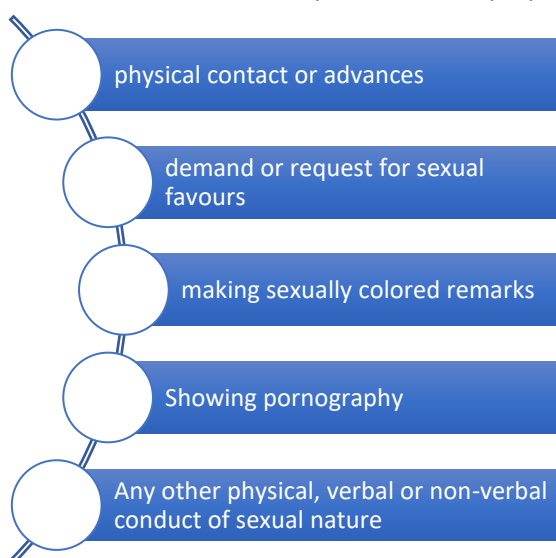 physical contact or advances
demand or request for sexual
favours
making sexually colored remarks
Showing pornography
Any other physical, verbal or non-verbal
conduct of sexual nature